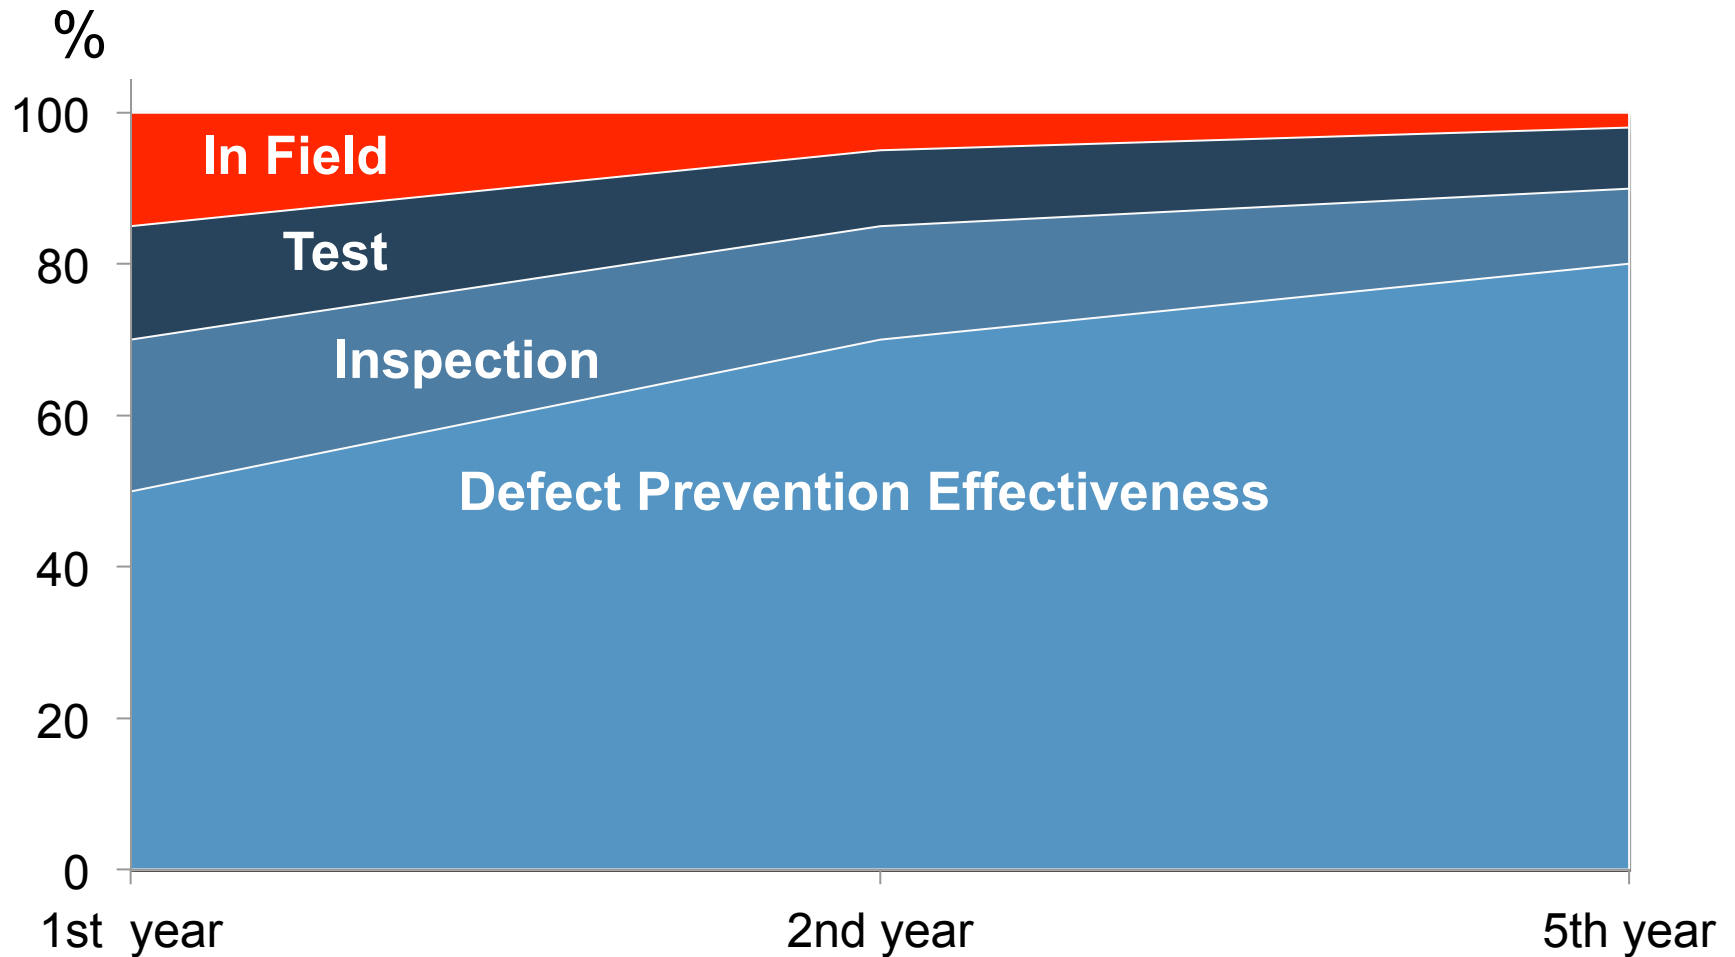 %
100
In Field
Test
80
Inspection
60
Defect Prevention Effectiveness
40
20
0
1st  year
2nd year
5th year